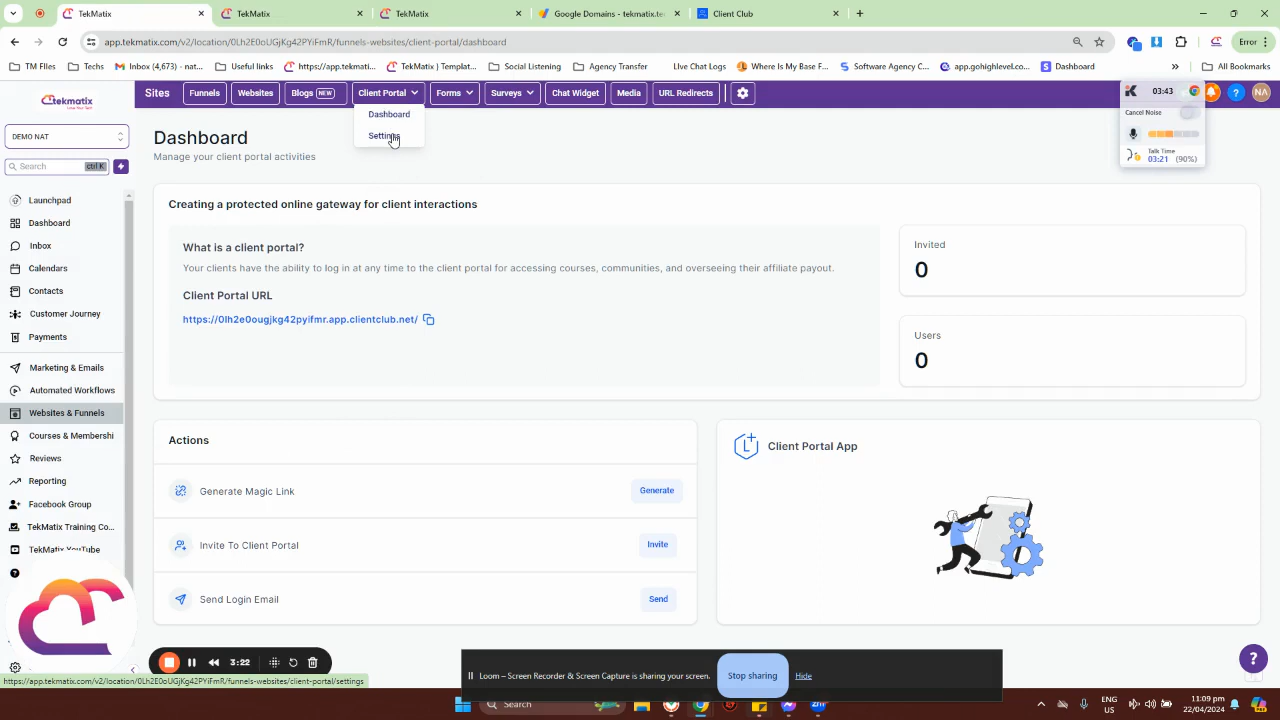 TekMatix
TekMatix
TekMatix
Google Domains - tekmatix.te
Client Club
app.tekmatix.com/v2/location/0Lh2E0oUgJkG42PYiFmR/funnels-websites/client-portal/dashboard
Error
TM Files
Techs
Inbox (4,673) - nat...
Useful links
https://app.tekmati...
TekMatix | Templat...
Social Listening
Agency Transfer
Live Chat Logs
Where Is My Base F...
Software Agency C...
app.gohighlevel.co...
Dashboard
All Bookmarks
tekmatix
Sites
Funnels
Websites
Blogs NEW
Client Portal
Forms
Surveys
Chat Widget
Media
URL Redirects
03:43
NA
Cancel Noise
Talk Time
03:21 (90%)
Dashboard
Settings
DEMO NAT
Search ctrl K
Launchpad
Dashboard
Inbox
Calendars
Contacts
Customer Journey
Payments
Marketing & Emails
Automated Workflows
Websites & Funnels
Courses & Membershi
Reviews
Reporting
Facebook Group
TekMatix Training Co...
TekMatix YouTube
Dashboard
Manage your client portal activities
Creating a protected online gateway for client interactions
What is a client portal?
Your clients have the ability to log in at any time to the client portal for accessing courses, communities, and overseeing their affiliate payout.
Client Portal URL
https://0lh2e0ougjkg42pyifmr.app.clientclub.net/
Invited
0
Users
0
Actions
Generate Magic Link
Generate
Invite To Client Portal
Invite
Send Login Email
Send
Client Portal App
3:22
https://app.tekmatix.com/v2/location/0Lh2E0oUgJkG42PYiFmR/funnels-websites/client-portal/settings
Loom – Screen Recorder & Screen Capture is sharing your screen.
Stop sharing
Hide
Search
ENG
US
11:09 pm
22/04/2024